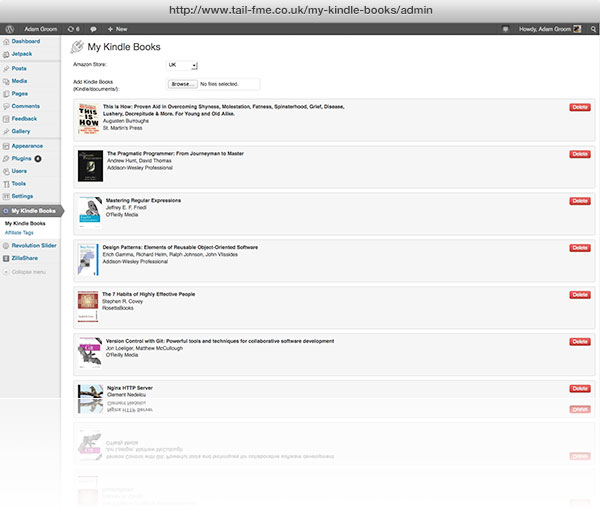 http://www.tail-fme.co.uk/my-kindle-books/admin
Adam Groom 6 + New Howdy, Adam Groom
Dashboard
Jetpack
Posts
Media
Pages
Comments
Feedback
Gallery
Appearance
Plugins 4
Users
Tools
Settings
My Kindle Books
My Kindle Books
Affiliate Tags
Revolution Slider
ZillaShare
Collapse menu
My Kindle Books
Amazon Store: UK
Add Kindle Books Browse... No files selected.
(Kindle/documents/):
This is How: Proven Aid in Overcoming Shyness, Molestation, Fatness, Spinsterhood, Grief, Disease, Delete
Lushery, Decrepitude & More. For Young and Old Alike.
Augusten Burroughs
St. Martin's Press
THIS
IS
HOW
The Pragmatic Programmer: From Journeyman to Master Delete
Andrew Hunt, David Thomas
Addison-Wesley Professional
Mastering Regular Expressions Delete
Jeffrey E. F. Friedl
O'Reilly Media
Design Patterns: Elements of Reusable Object-Oriented Software Delete
Erich Gamma, Richard Helm, Ralph Johnson, John Vlissides
Addison-Wesley Professional
The 7 Habits of Highly Effective People Delete
Stephen R. Covey
RosettaBooks
Version Control with Git: Powerful tools and techniques for collaborative software development Delete
Jon Loeliger, Matthew McCullough
O'Reilly Media
Git
Nginx HTTP Server Delete
Clement Nedelcu